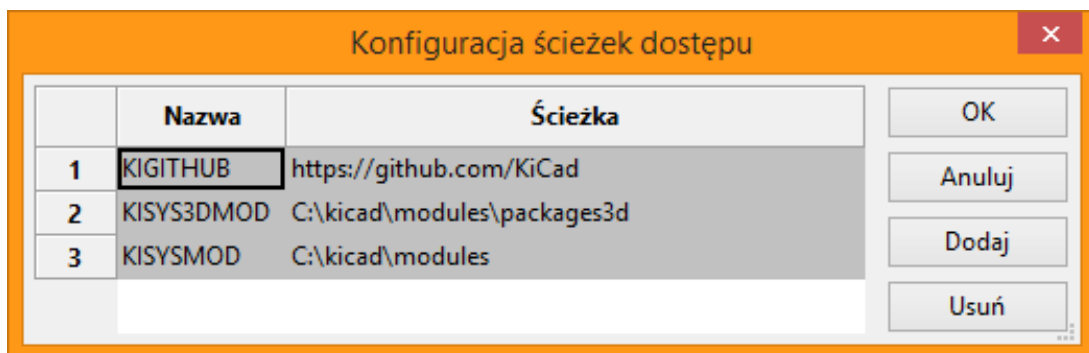 Konfiguracja ścieżek dostępu
Nazwa Ścieżka
1 KIGITHUB https://github.com/KiCad
2 KISYS3DMOD C:\kicad\modules\packages3d
3 KISYSMOD C:\kicad\modules
OK
Anuluj
Dodaj
Usuń